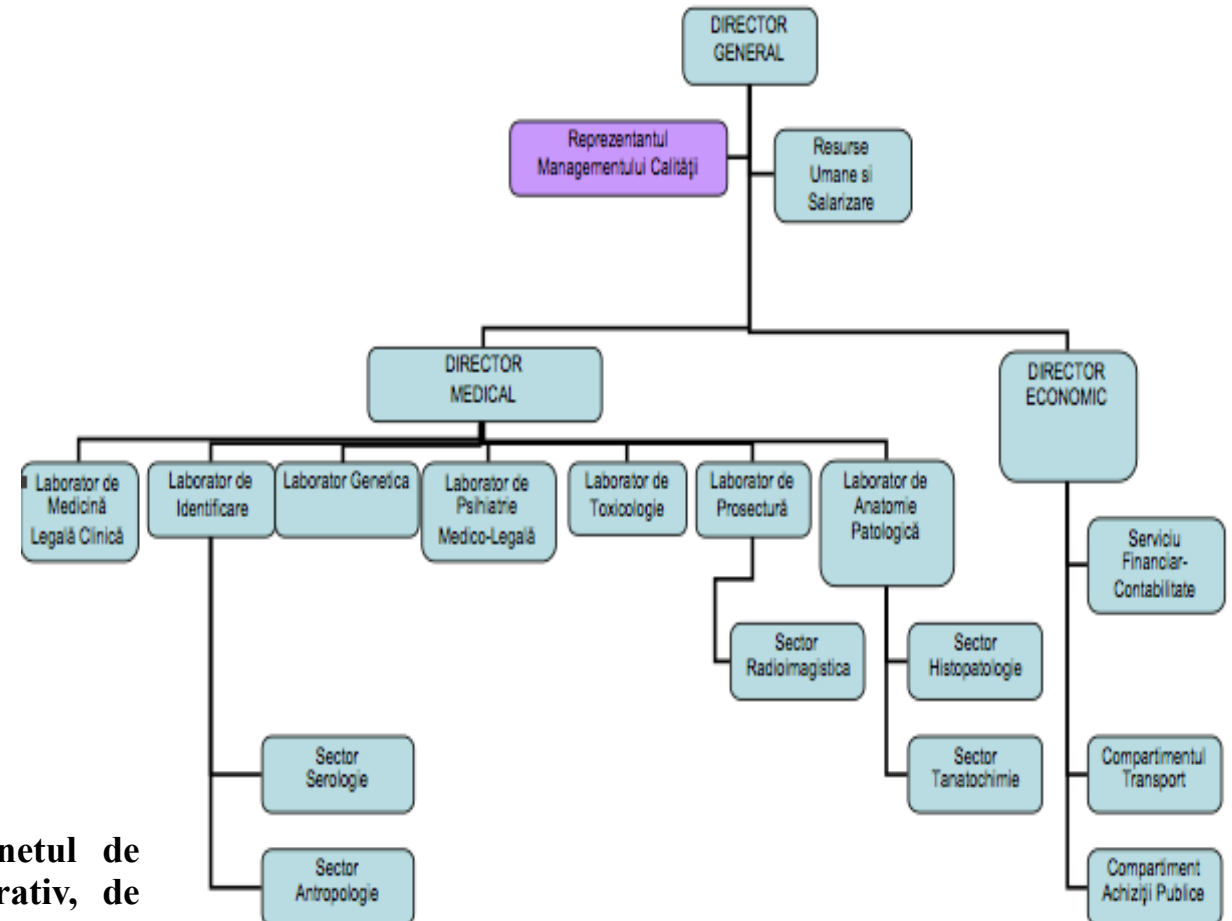 DIRECTOR
GENERAL
Reprezentantul
Managementului Calităţii
Resurse
Umane si
Salarizare
DIRECTOR
MEDICAL
DIRECTOR
ECONOMIC
Laborator de
Medicină
Legală Clinică
Laborator de
Identificare
Laborator Genetica
Laborator de
Psihiatrie
Medico-Legală
Laborator de
Toxicologie
Laborator de
Prosectură
Laborator de
Anatomie
Patologică
Serviciu
Financiar-
Contabilitate
Sector
Radioimagistica
Sector
Histopatologie
Sector
Serologie
Sector
Tanatochimie
Compartimentul
Transport
netul de
rativ, de
Sector
Antropologie
Compartiment
Achiziţii Publice